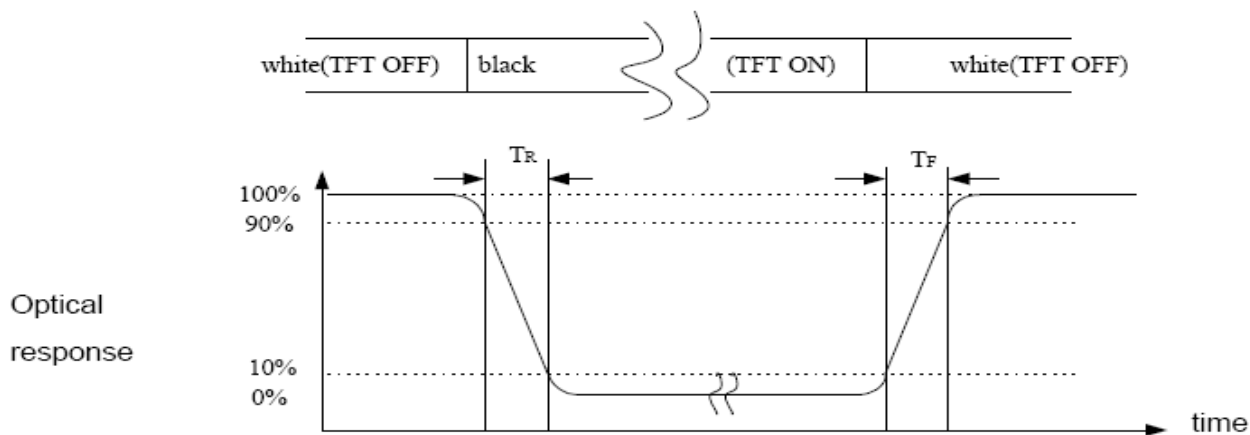 white(TFT OFF) black (TFT ON) white(TFT OFF)
TR TF
100%
90%
Optical
response
10%
0%
time